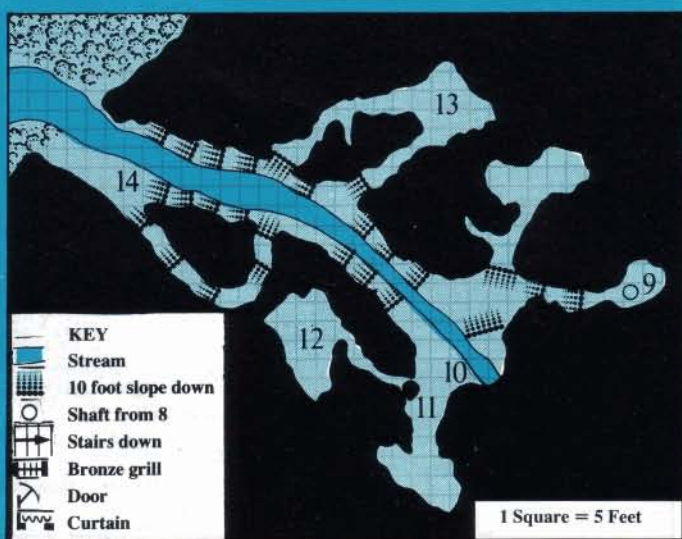 13
14
9
12
10
11
KEY
Stream
10 foot slope down
Shaft from 8
Stairs down
Bronze grill
Door
Curtain
1 Square = 5 Feet